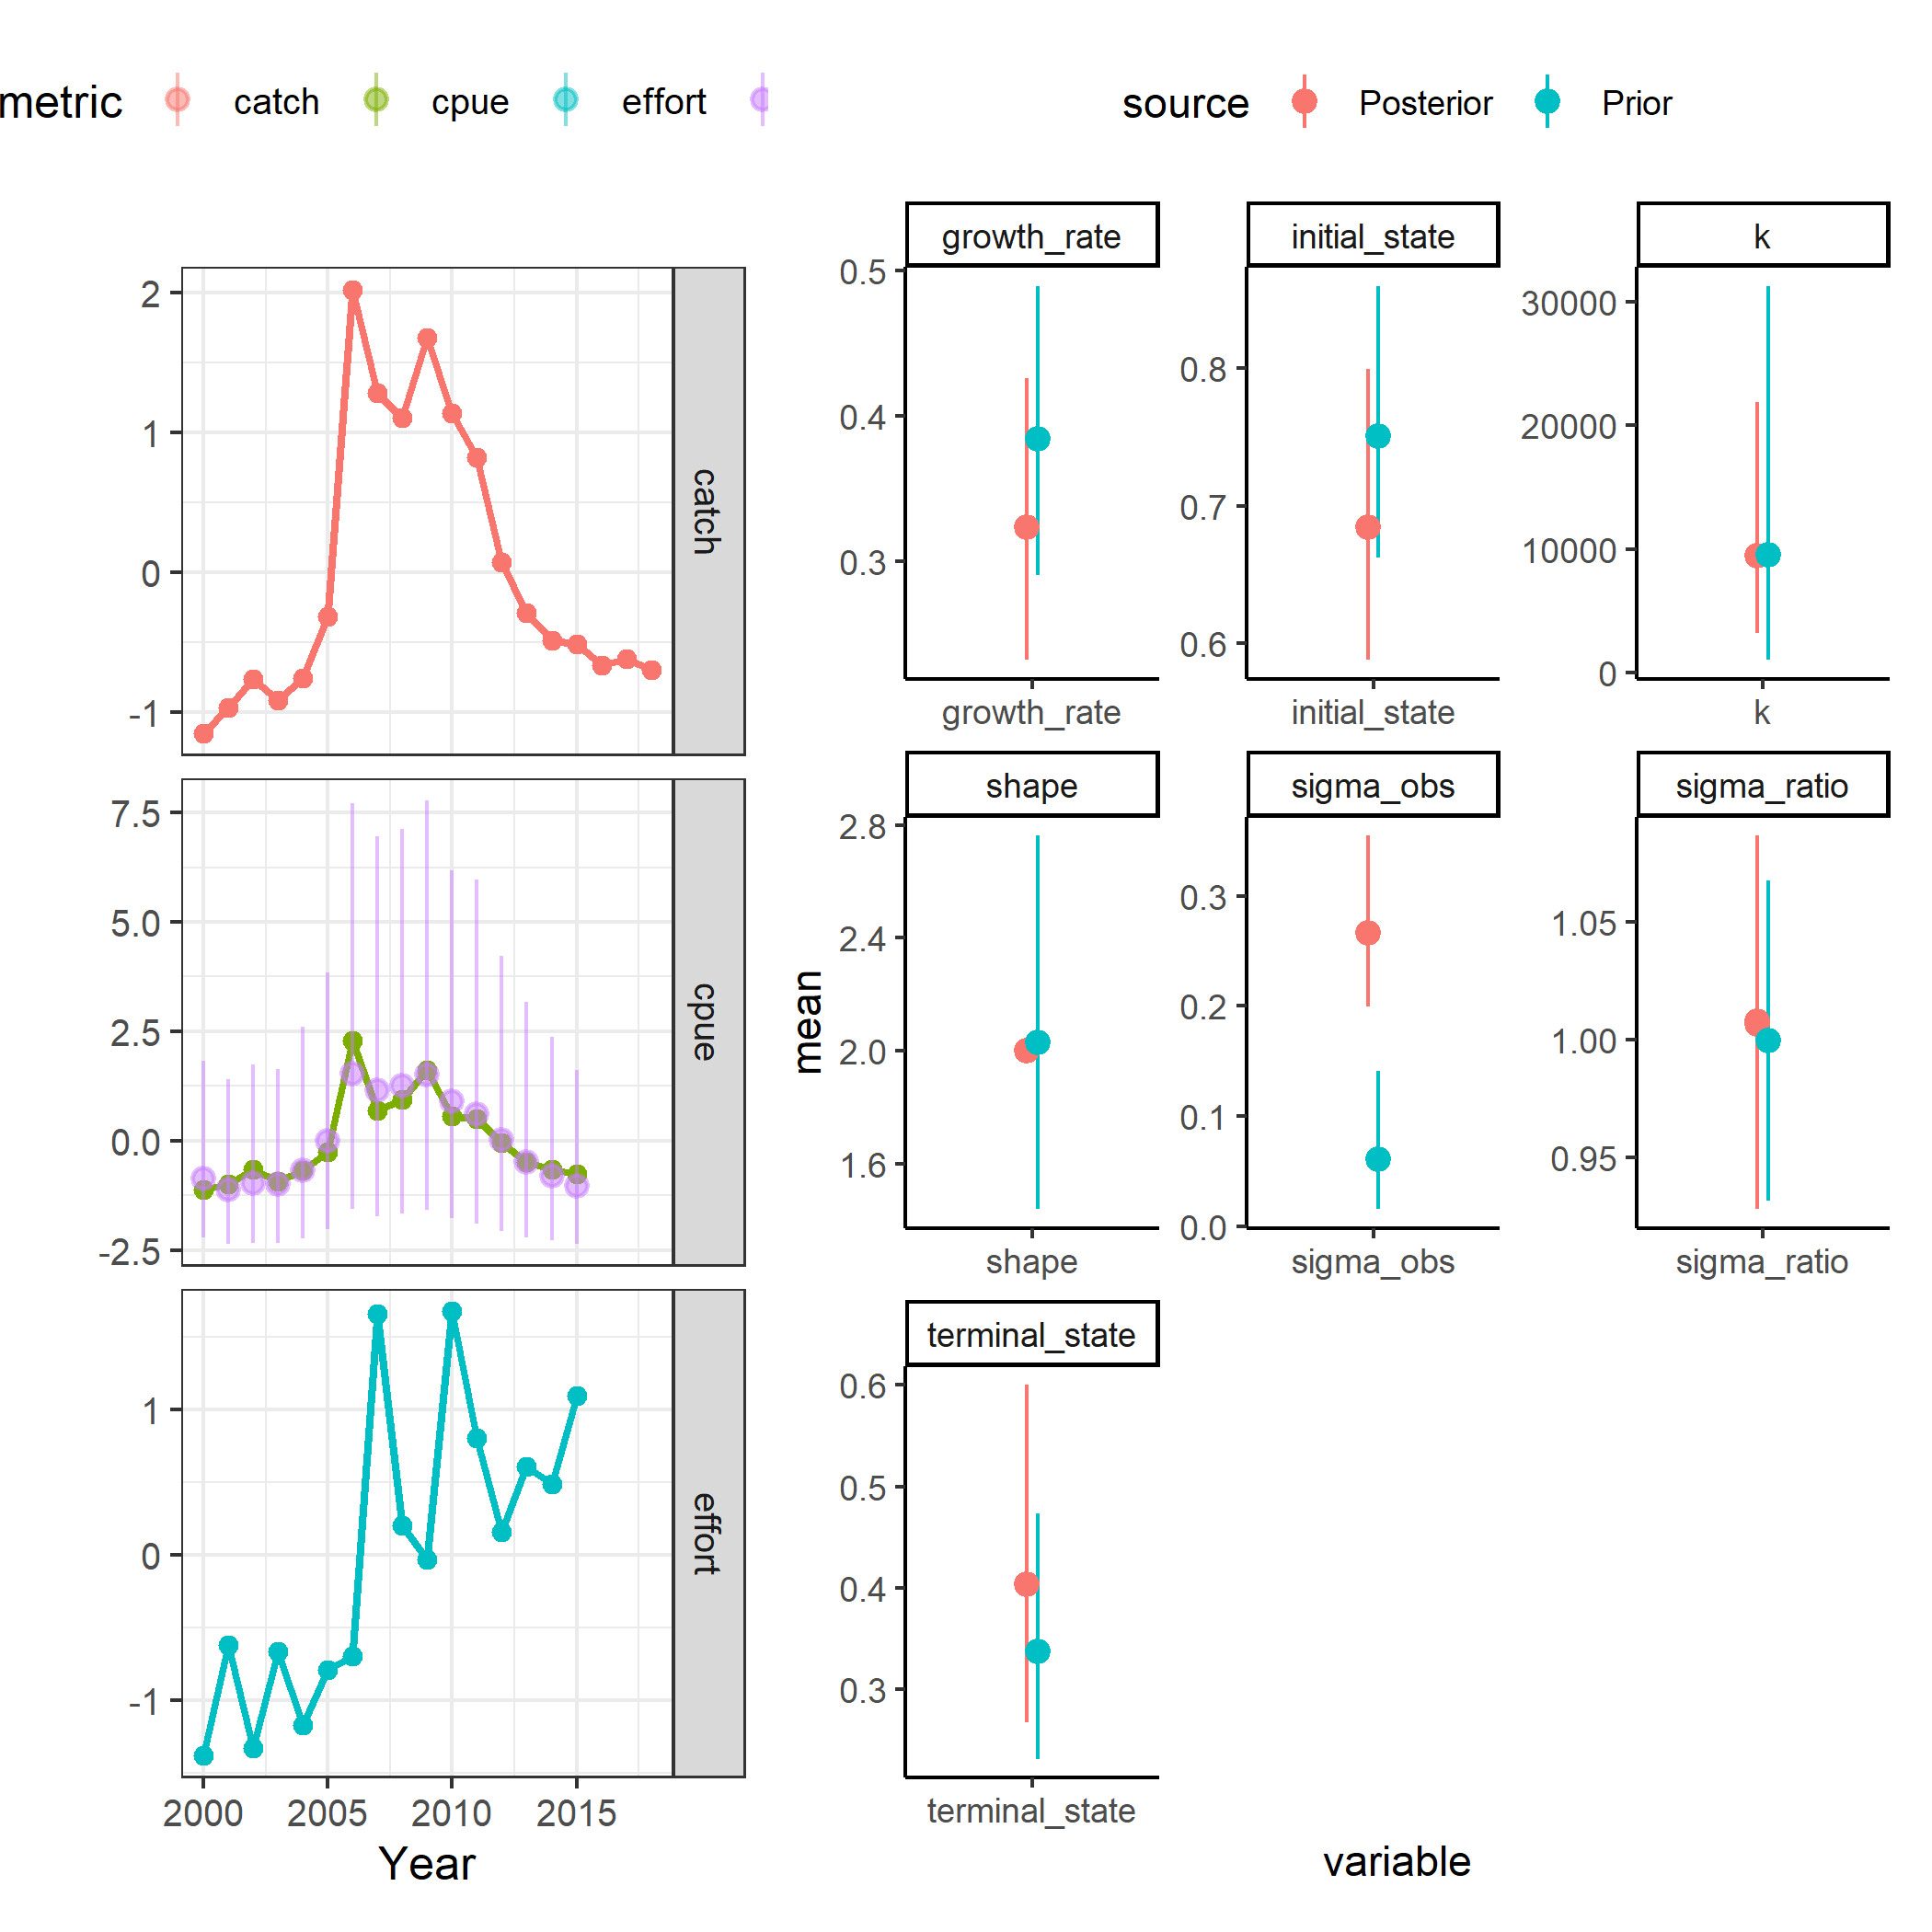 metric catch cpue effort
source Posterior Prior
2
1
0
-1
catch
7.5
5.0
2.5
0.0
-2.5
cpue
1
0
-1
effort
2000 2005 2010 2015
Year
mean
growth_rate initial_state k
0.5
0.4
0.3
0.8
0.7
0.6
30000
20000
10000
0
growth_rate initial_state k
shape sigma_obs sigma_ratio
2.8
2.4
2.0
1.6
0.3
0.2
0.1
0.0
1.05
1.00
0.95
shape sigma_obs sigma_ratio
terminal_state
0.6
0.5
0.4
0.3
terminal_state
variable